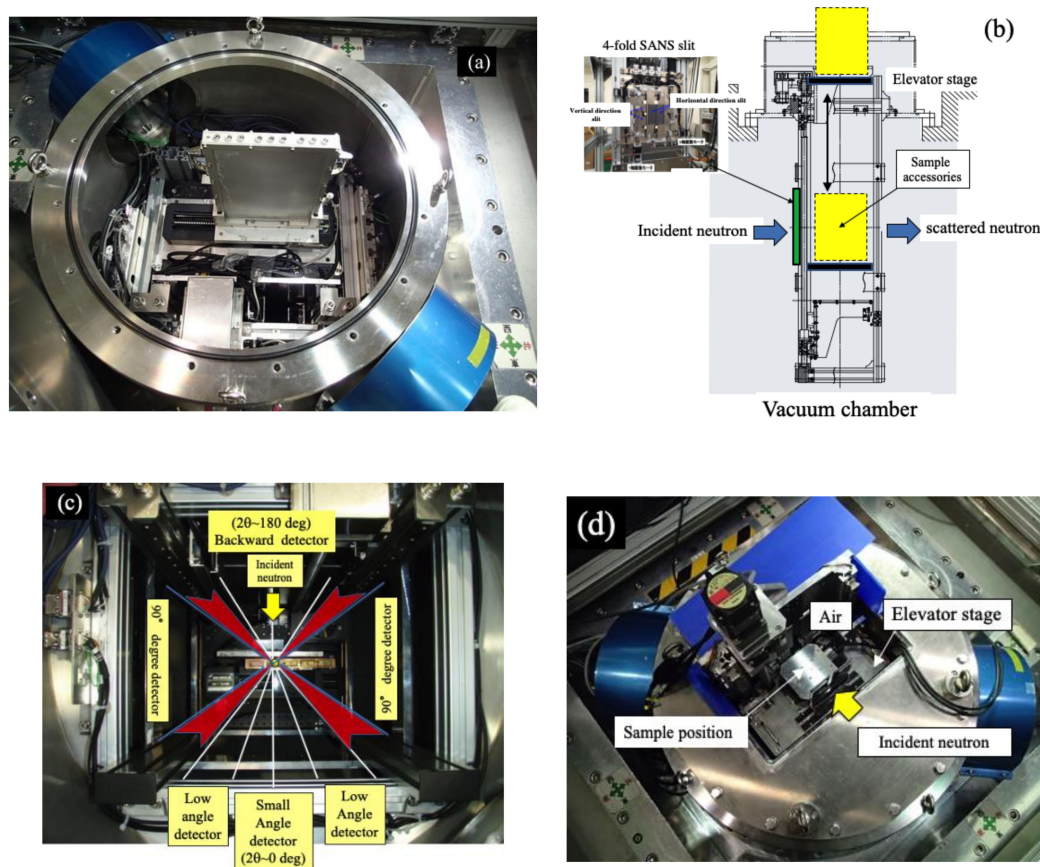 (a)
(b)
4-fold SANS slit
Vertical direction
slit
Horizontal direction slit
Elevator stage
Sample
accessories
Incident neutron
scattered neutron
Vacuum chamber
(c)
(2θ~180 deg)
Backward detector
Incident
neutron
90° degree detector
90° degree detector
Low
angle
detector
Small
Angle
detector
(2θ~0 deg)
Low
Angle
detector
(d)
Air
Elevator stage
Sample position
Incident neutron